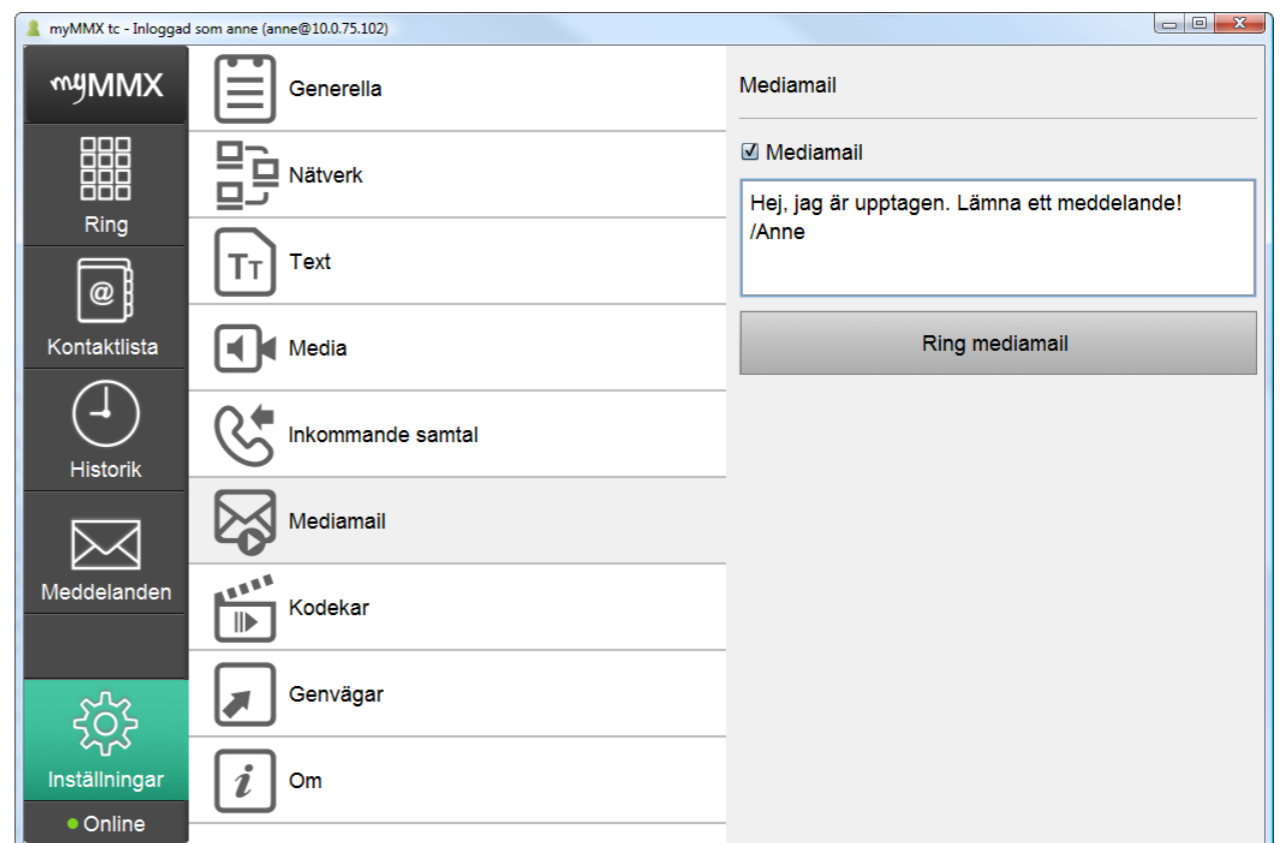 myMMX tc - Inloggad som anne (anne@10.0.75.102)
myMMX
Ring
Kontaktlista
Historik
Meddelanden
Inställningar
Online
Generella
Nätverk
Text
Media
Inkommande samtal
Mediamail
Kodekar
Genvägar
Om
Mediamail
Mediamail
Hej, jag är upptagen. Lämna ett meddelande!
/Anne
Ring mediamail